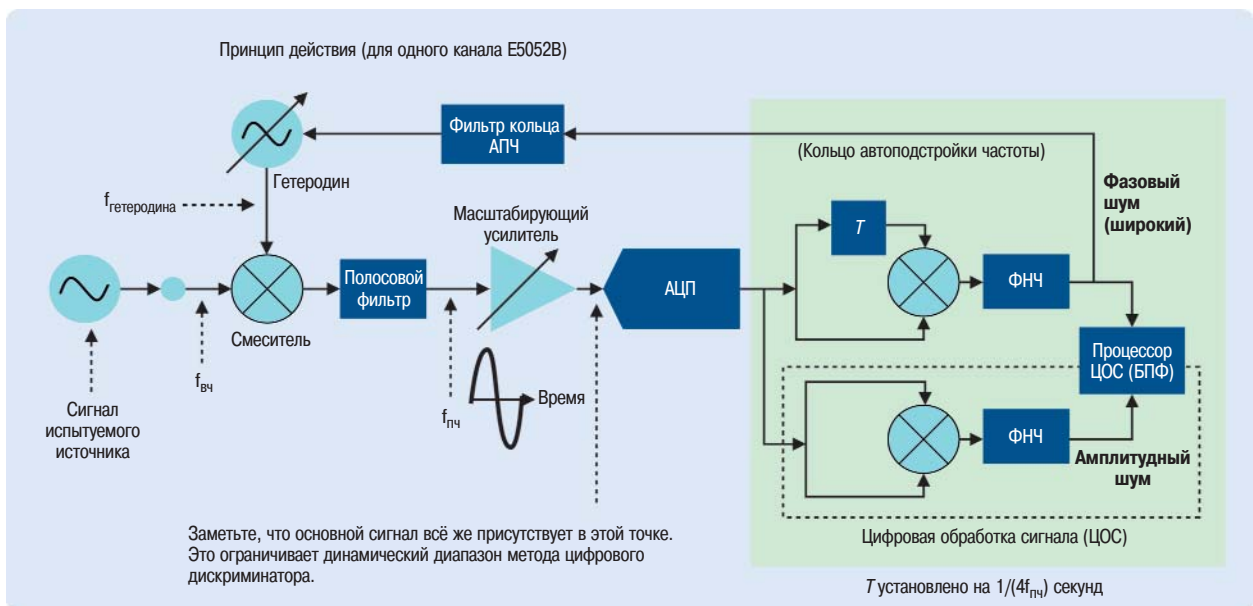 Принцип действия (для одного канала E5052B)
Фильтр кольца
АПЧ
(Кольцо автоподстройки частоты)
Гетеродин
fгетеродина
Фазовый
шум
(широкий)
Масштабирующий
усилитель
T
Полосовой
фильтр
АЦП
ФНЧ
Смеситель
fвч
Процессор
ЦОС (БПФ)
Время
fпч
Сигнал
испытуемого
источника
ФНЧ
Амплитудный
шум
Заметьте, что основной сигнал всё же присутствует в этой точке.
Это ограничивает динамический диапазон метода цифрового
дискриминатора.
Цифровая обработка сигнала (ЦОС)
T установлено на 1/(4fпч) секунд